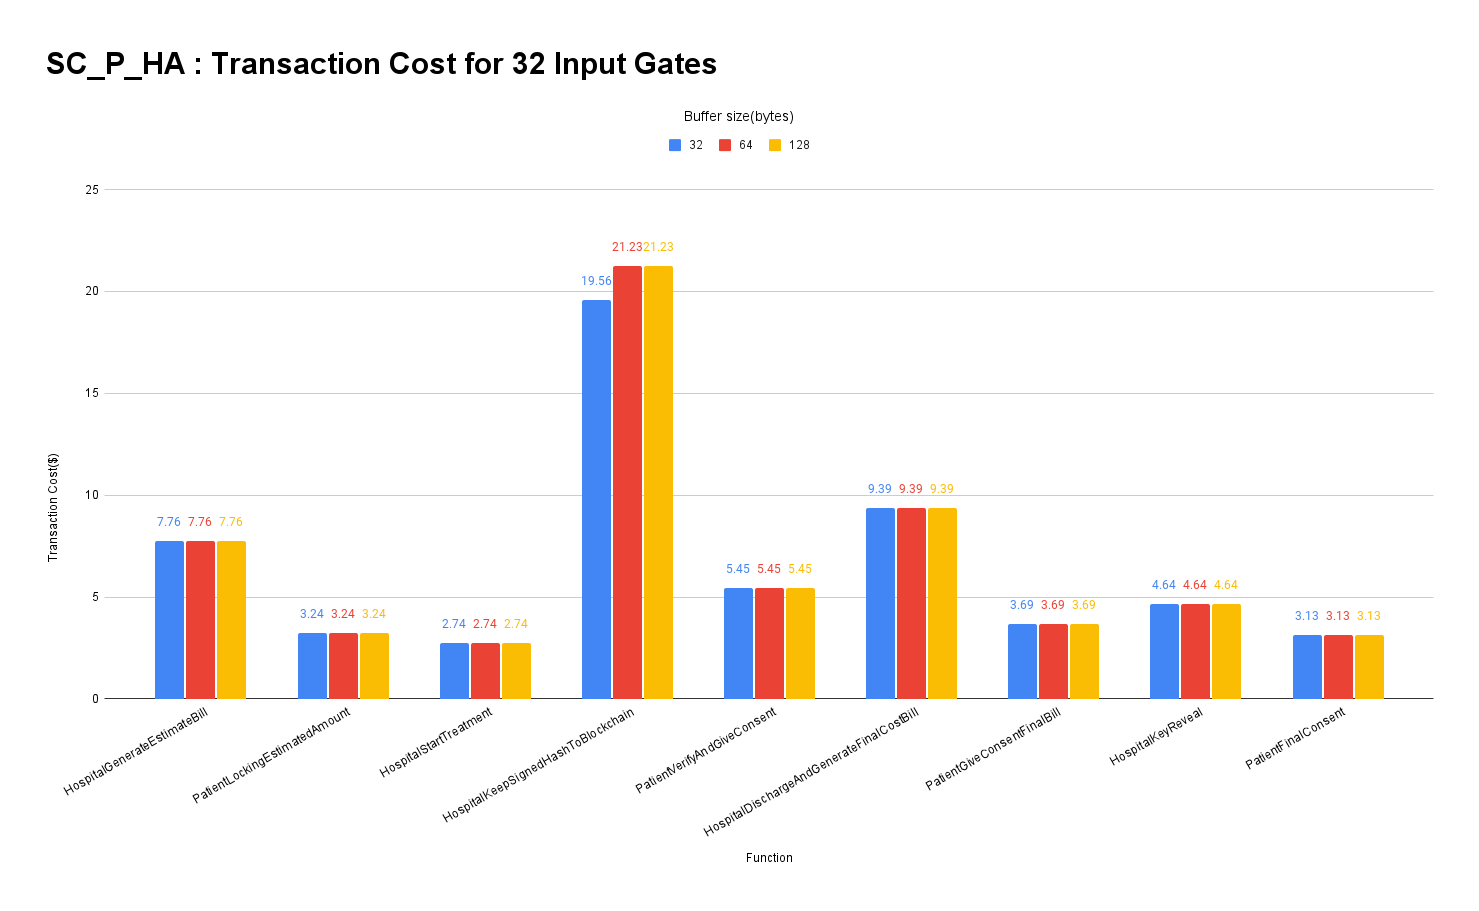 SC_P_HA : Transaction Cost for 32 Input Gates
Buffer size(bytes)
32 64 128
25
20
15
10
5
0
Transaction Cost($)
7.76 7.76 7.76
3.24 3.24 3.24
2.74 2.74 2.74
19.56 21.23 21.23
5.45 5.45 5.45
9.39 9.39 9.39
3.69 3.69 3.69
4.64 4.64 4.64
3.13 3.13 3.13
HospitalGenerateEstimateBill
PatientLockingEstimatedAmount
HospitalStartTreatment
HospitalKeepSignedHashToBlockchain
PatientVerifyAndGiveConsent
HospitalDischargeAndGenerateFinalCostBill
PatientGiveConsentFinalBill
HospitalKeyReveal
PatientFinalConsent
Function